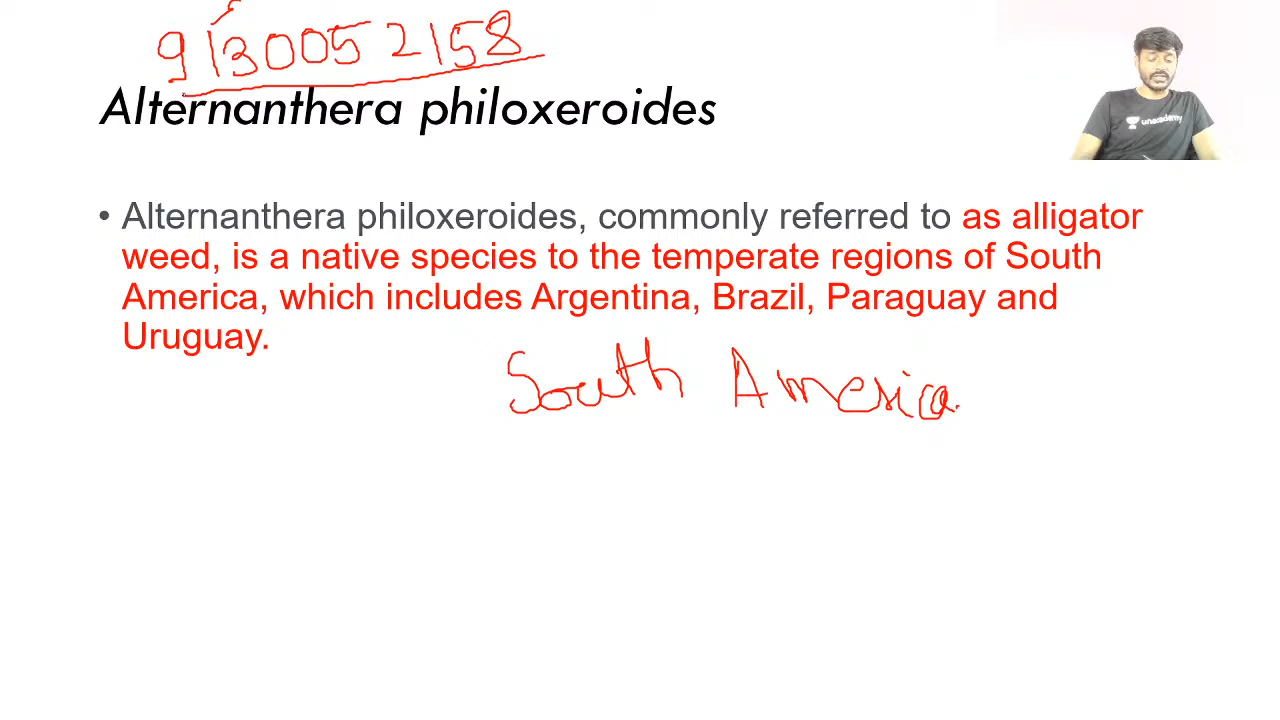 9130052158
Alternanthera philoxeroides
unacademy
• Alternanthera philoxeroides, commonly referred to as alligator
weed, is a native species to the temperate regions of South
America, which includes Argentina, Brazil, Paraguay and
Uruguay.
South America